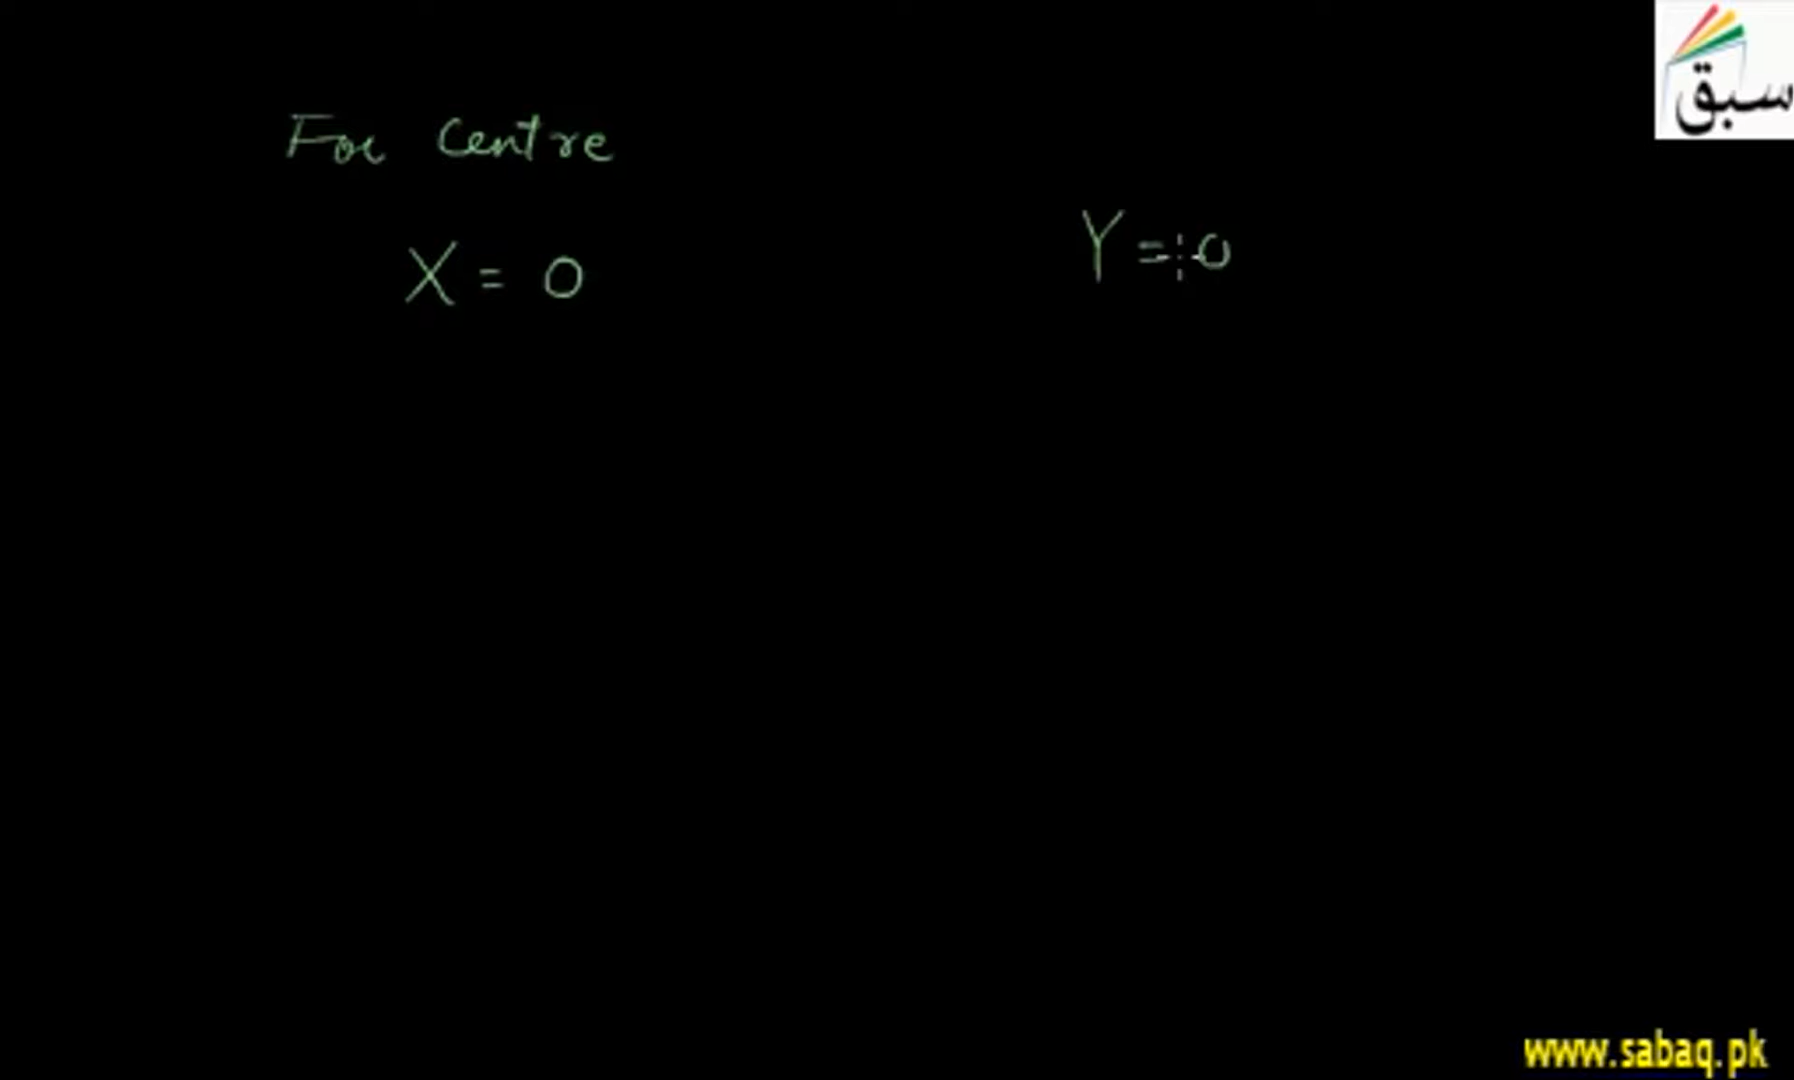 سبق
For Centre
X = 0
Y = 0
www.sabaq.pk